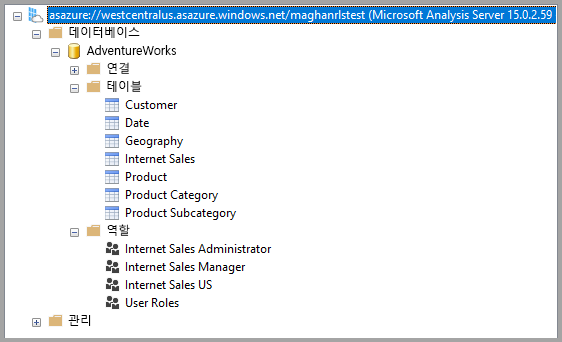 asazure://westcentralus.asazure.windows.net/maghanrlstest (Microsoft Analysis Server 15.0.2.59
데이터베이스
AdventureWorks
연결
테이블
Customer
Date
Geography
Internet Sales
Product
Product Category
Product Subcategory
역할
Internet Sales Administrator
Internet Sales Manager
Internet Sales US
User Roles
관리